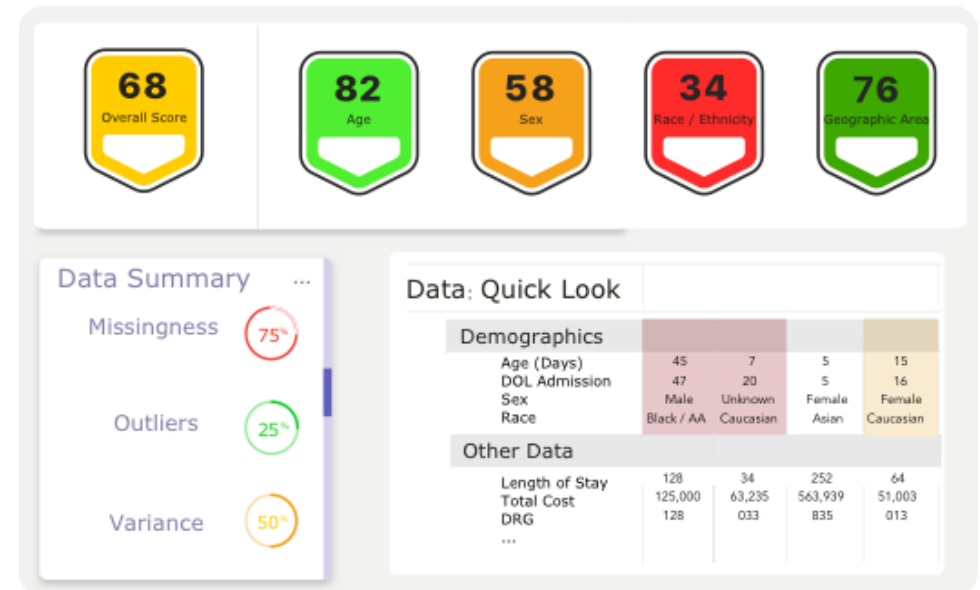 68 82 58 34 76
Overall Score Age Sex Race / Ethnicity Geographic Area
Data Summary ...
Missingness 75%
Outliers 25%
Variance 50%
Data: Quick Look
Demographics
Age (Days) 45 7 5 15
DOL Admission 47 20 5 16
Sex Male Unknown Female Female
Race Black / AA Caucasian Asian Caucasian
Other Data
Length of Stay 128 34 252 64
Total Cost 125,000 63,235 563,939 51,003
DRG 128 033 835 013
...